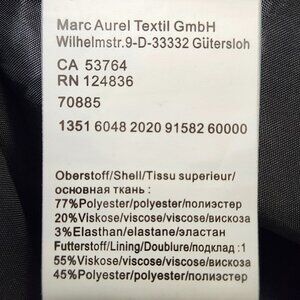 Marc Aurel Textil GmbH
Wilhelmstr.9-D-33332 Gütersloh
CA 53764
RN 124836
70885
1351 6048 2020 91582 60000
Oberstoff/Shell/Tissu superieur/
основная ткань :
77%Polyester/polyester/полиэстер
20%Viskose/viscose/viscose/вискоза
3%Elasthan/elastane/эластан
Futterstoff/Lining/Doublure/подклад :1
55%Viskose/viscose/viscose/вискоза
45%Polyester/polyester/полиэстер